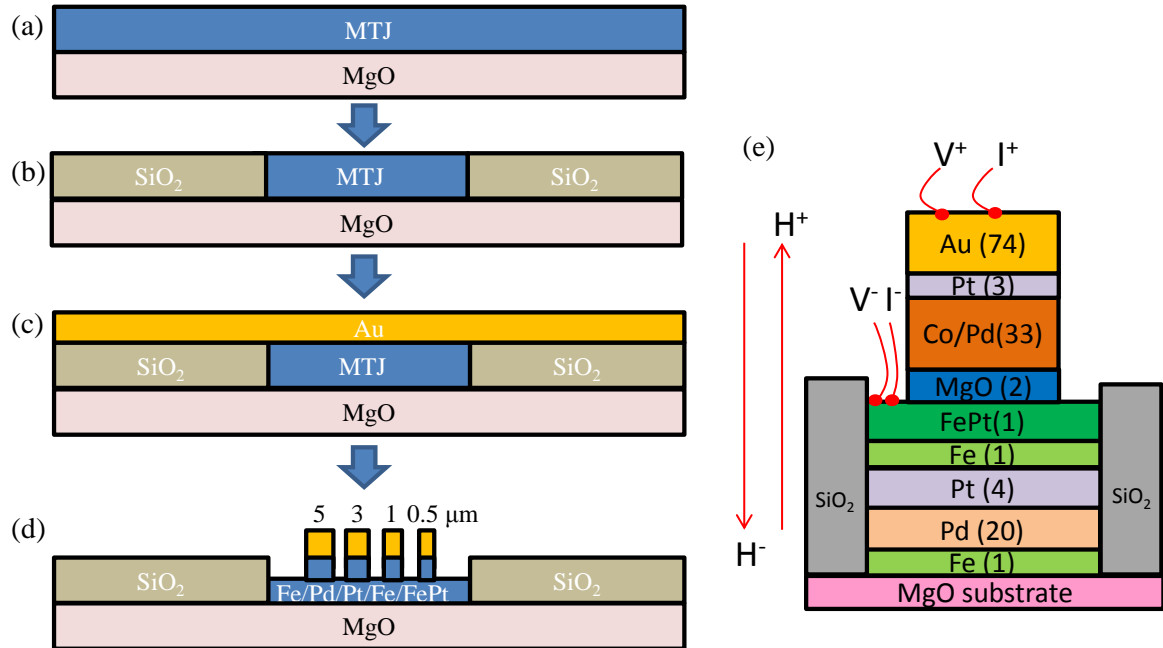 (a)
MTJ
MgO
(b)
SiO₂ MTJ SiO₂
MgO
(c)
Au
SiO₂ MTJ SiO₂
MgO
(d)
5 3 1 0.5 μm
SiO₂ Fe/Pd/Pt/Fe/FePt SiO₂
MgO
(e)
V⁺ I⁺
H⁺
Au (74)
Pt (3)
V⁻ I⁻
Co/Pd(33)
MgO (2)
FePt(1)
Fe (1)
SiO₂ Pt (4) SiO₂
Pd (20)
H⁻
Fe (1)
MgO substrate